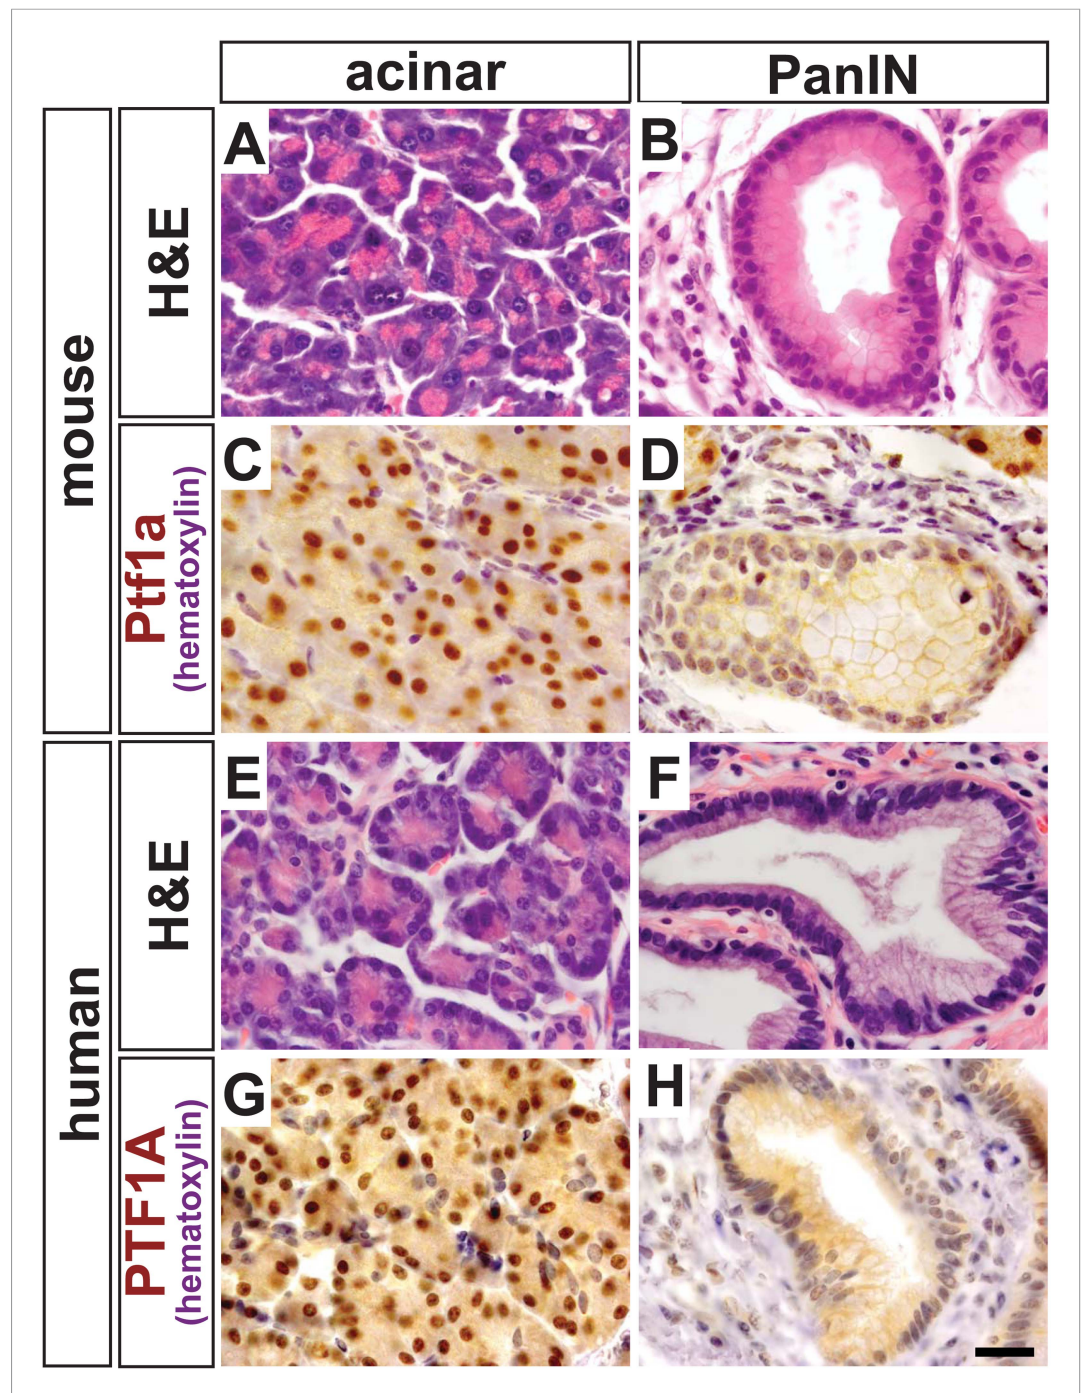 acinar
PanIN
mouse
H&E
A
B
Ptf1a
(hematoxylin)
C
D
human
H&E
E
F
PTF1A
(hematoxylin)
G
H